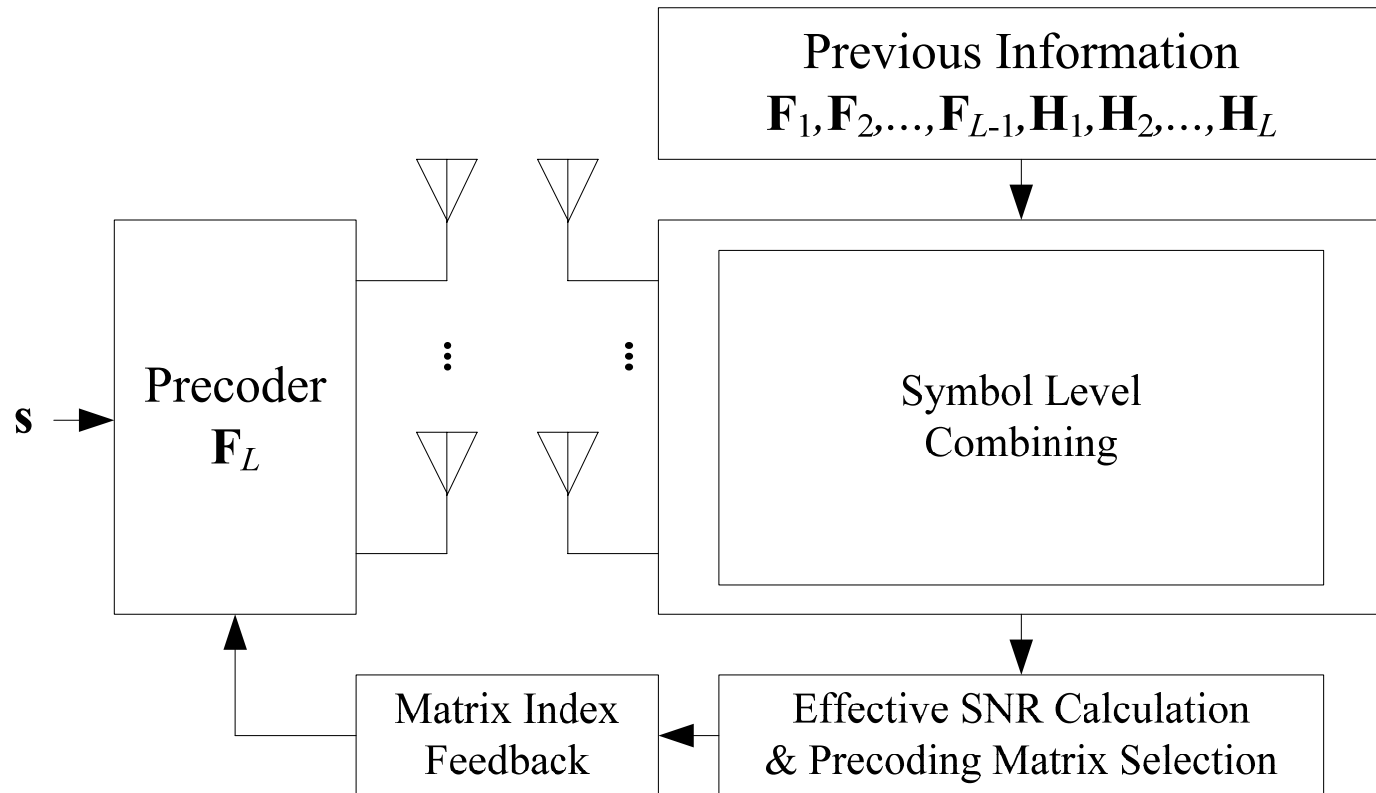 Previous Information
F1,F2,...,FL-1,H1,H2,...,HL
Precoder
FL
s
Symbol Level
Combining
Matrix Index
Feedback
Effective SNR Calculation
& Precoding Matrix Selection